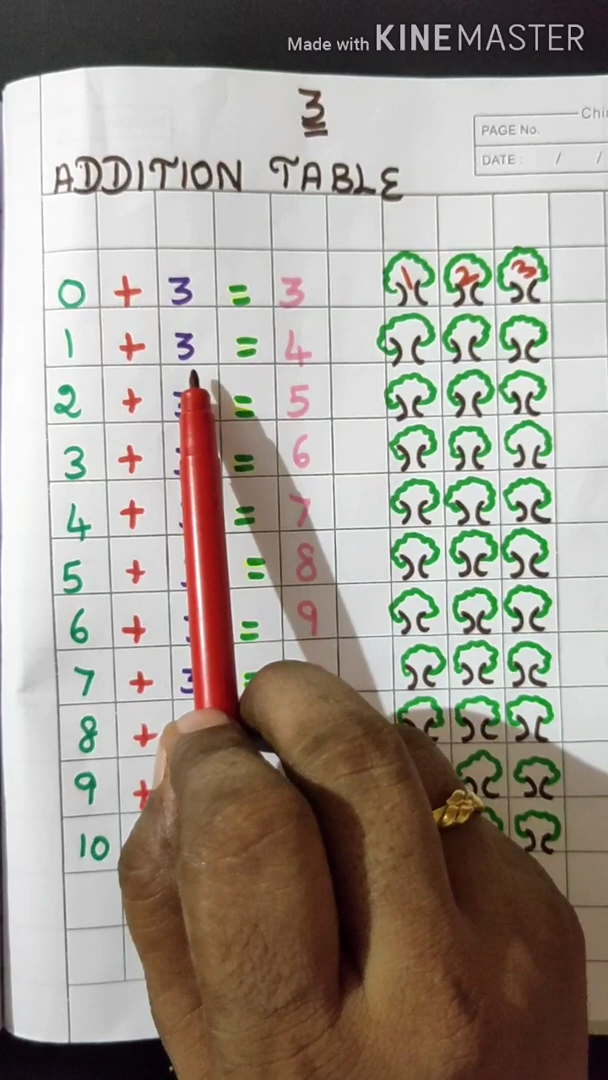 Made with KINEMASTER
3
PAGE No.
DATE : / /
ADDITION TABLE
0 + 3 = 3 1 2 3
1 + 3 = 4
2 + = 5
3 + = 6
4 + = 7
5 + = 8
6 + = 9
7 + 3 =
8 +
9 +
10